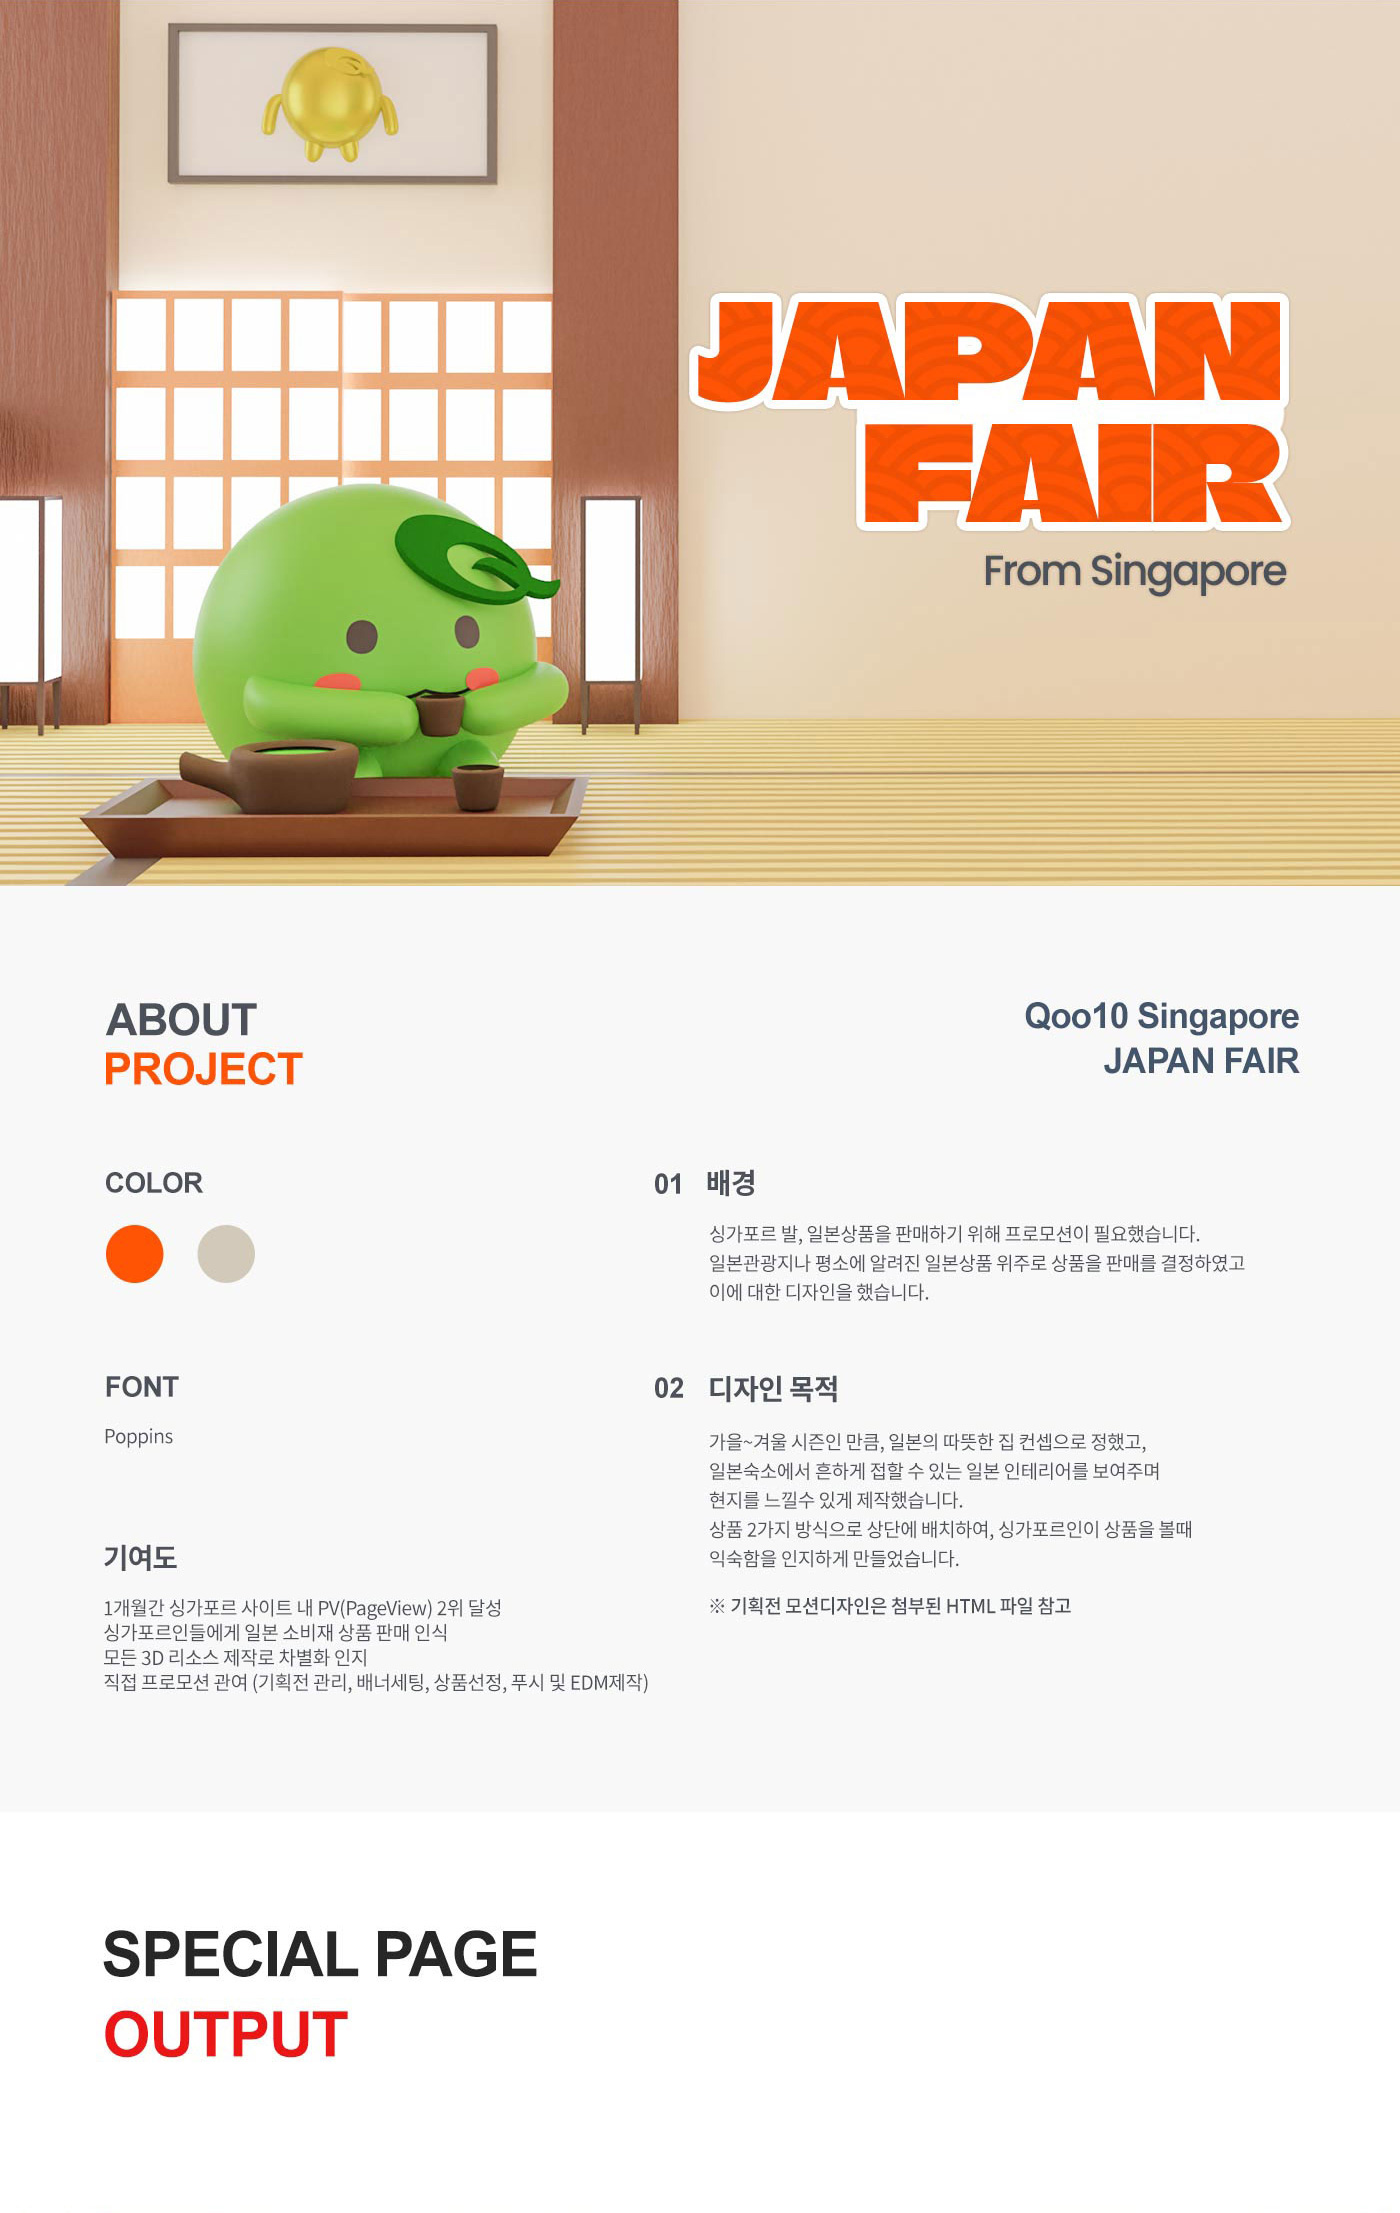 JAPAN
FAIR
From Singapore
ABOUT
PROJECT
Qoo10 Singapore
JAPAN FAIR
COLOR
FONT
Poppins
기여도
1개월간 싱가포르 사이트 내 PV(PageView) 2위 달성
싱가포르인들에게 일본 소비재 상품 판매 인식
모든 3D 리소스 제작로 차별화 인지
직접 프로모션 관여 (기획전 관리, 배너세팅, 상품선정, 푸시 및 EDM제작)
01 배경
싱가포르 발, 일본상품을 판매하기 위해 프로모션이 필요했습니다.
일본관광지나 평소에 알려진 일본상품 위주로 상품을 판매를 결정하였고
이에 대한 디자인을 했습니다.
02 디자인 목적
가을~겨울 시즌인 만큼, 일본의 따뜻한 집 컨셉으로 정했고,
일본숙소에서 흔하게 접할 수 있는 일본 인테리어를 보여주며
현지를 느낄수 있게 제작했습니다.
상품 2가지 방식으로 상단에 배치하여, 싱가포르인이 상품을 볼때
익숙함을 인지하게 만들었습니다.
※ 기획전 모션디자인은 첨부된 HTML 파일 참고
SPECIAL PAGE
OUTPUT